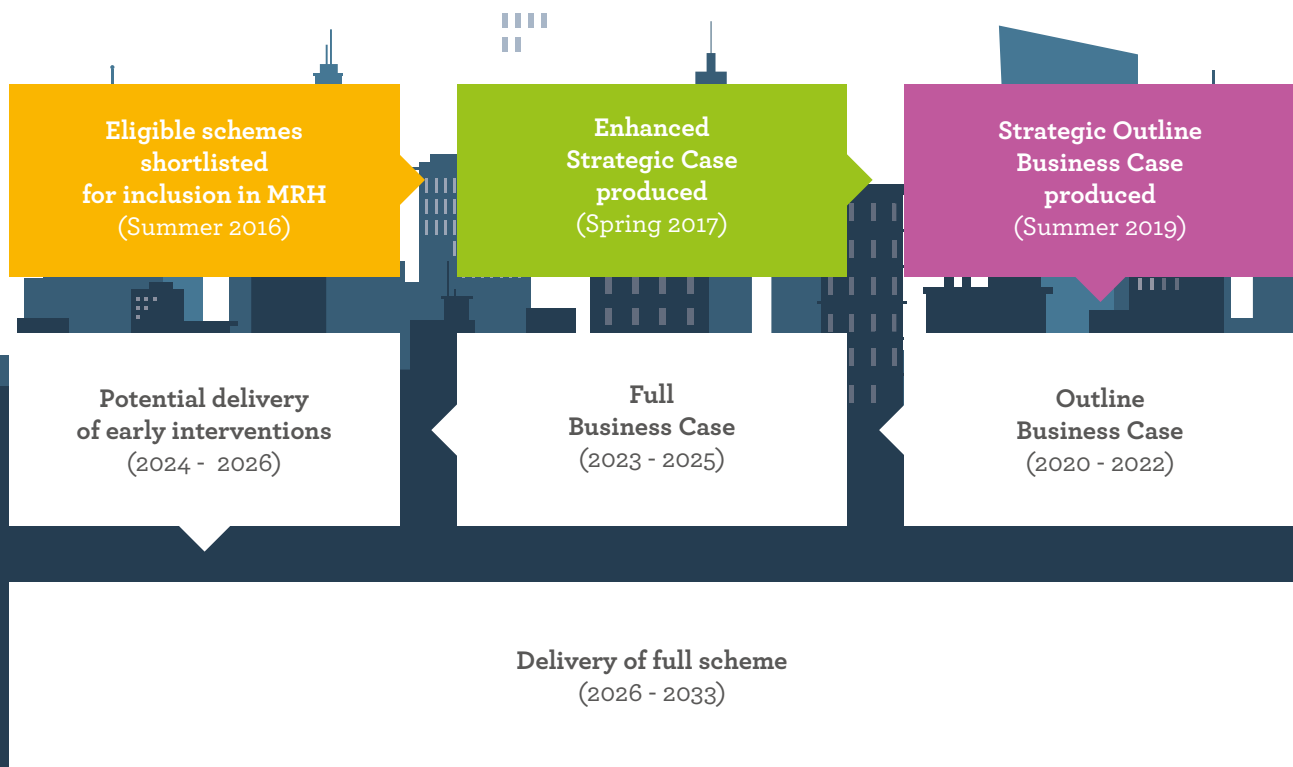 Eligible schemes
shortlisted
for inclusion in MRH
(Summer 2016)
Enhanced
Strategic Case
produced
(Spring 2017)
Strategic Outline
Business Case
produced
(Summer 2019)
Outline
Business Case
(2020 - 2022)
Full
Business Case
(2023 - 2025)
Potential delivery
of early interventions
(2024 - 2026)
Delivery of full scheme
(2026 - 2033)